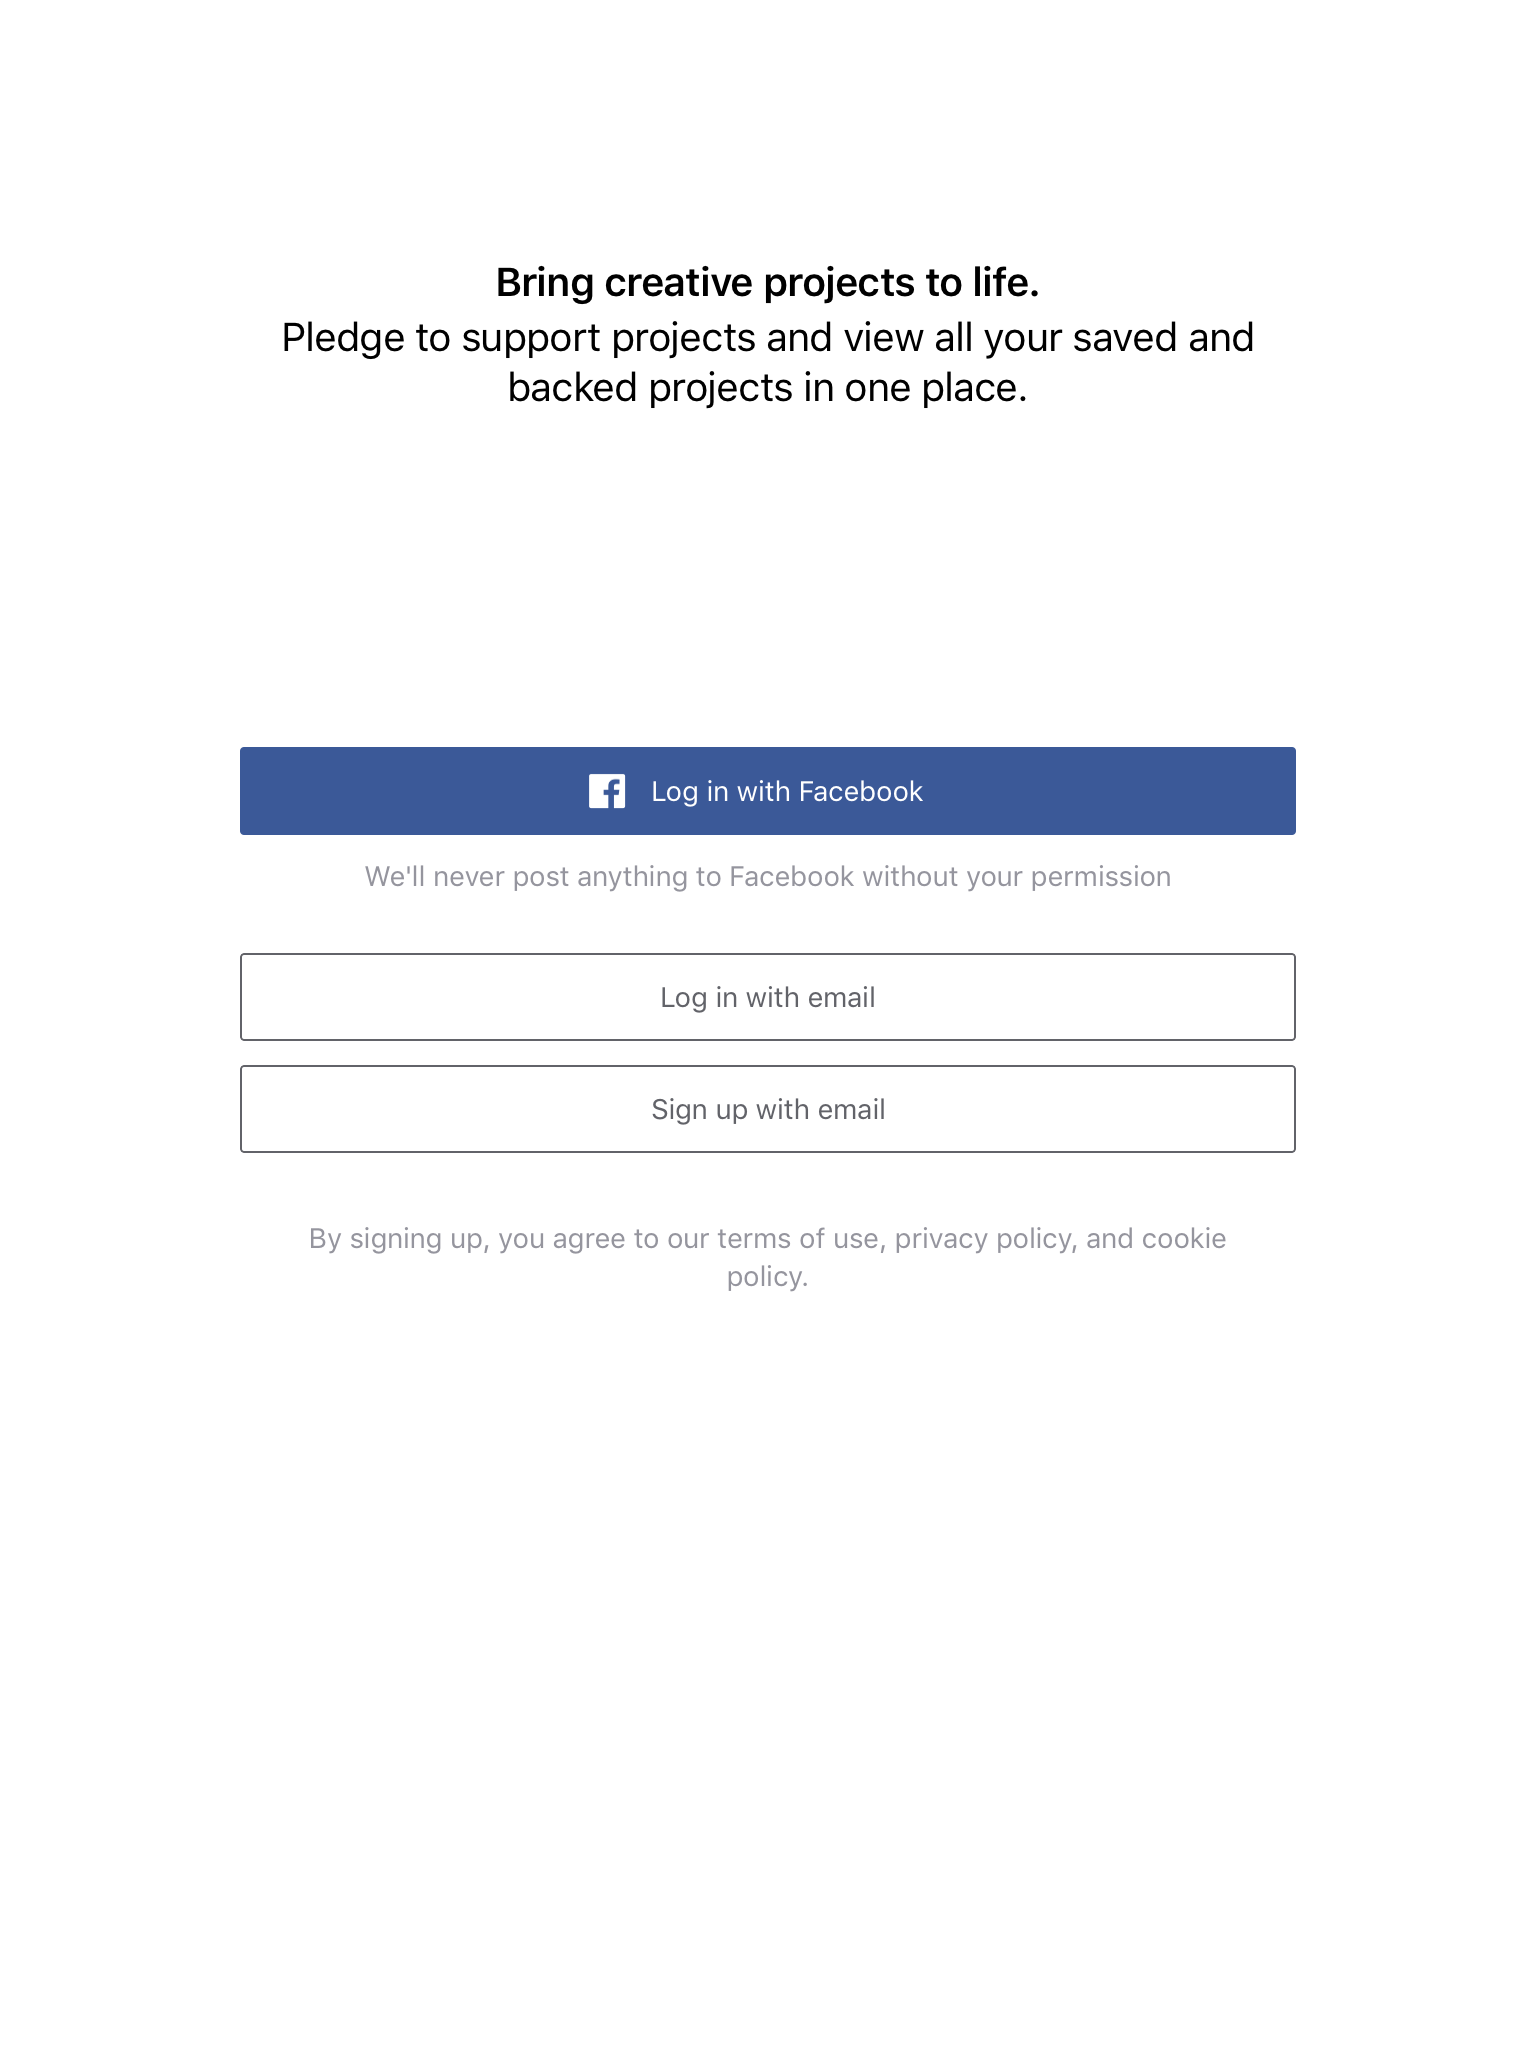 Bring creative projects to life.
Pledge to support projects and view all your saved and
backed projects in one place.
Log in with Facebook
We'll never post anything to Facebook without your permission
Log in with email
Sign up with email
By signing up, you agree to our terms of use, privacy policy, and cookie
policy.